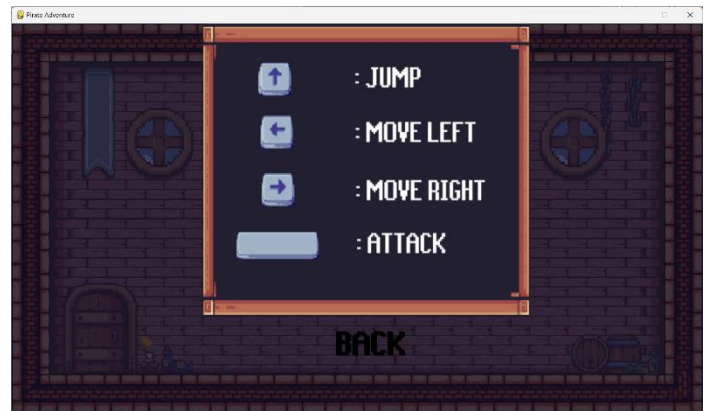 Pirate Adventure
: JUMP
: MOVE LEFT
: MOVE RIGHT
: ATTACK
BACK